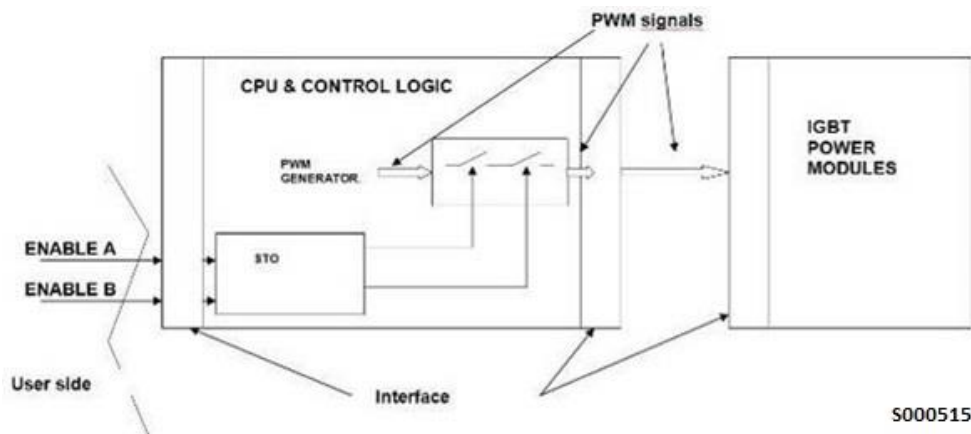 PWM signals
CPU & CONTROL LOGIC
IGBT
POWER
MODULES
PWM
GENERATOR.
STO
ENABLE A
ENABLE B
User side
Interface
S000515